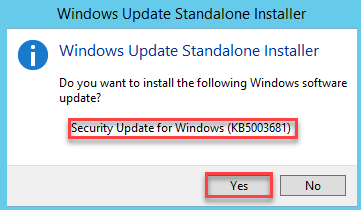 Windows Update Standalone Installer
Windows Update Standalone Installer
Do you want to install the following Windows software
update?
Security Update for Windows (KB5003681)
Yes
No